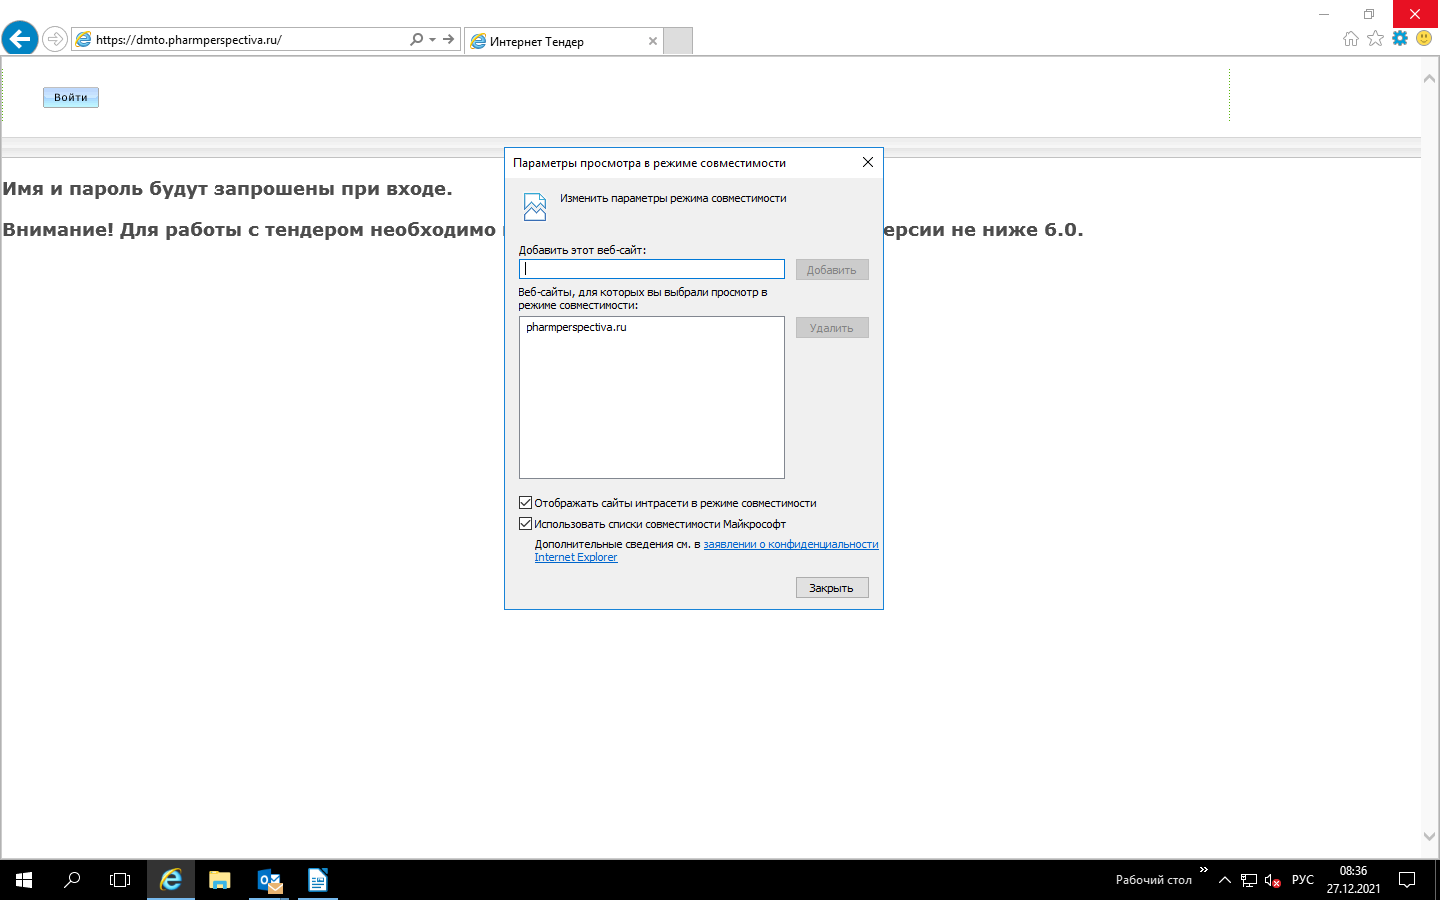 https://dmto.pharmperspectiva.ru/
Интернет Тендер
Войти
Имя и пароль будут запрошены при входе.
Внимание! Для работы с тендером необходимо
ерсии не ниже 6.0.
Параметры просмотра в режиме совместимости
Изменить параметры режима совместимости
Добавить этот веб-сайт:
Добавить
Веб-сайты, для которых вы выбрали просмотр в
режиме совместимости:
pharmperspectiva.ru
Удалить
Отображать сайты интрасети в режиме совместимости
Использовать списки совместимости Майкрософт
Дополнительные сведения см. в заявлении о конфиденциальности
Internet Explorer
Закрыть
Рабочий стол
РУС
08:36
27.12.2021